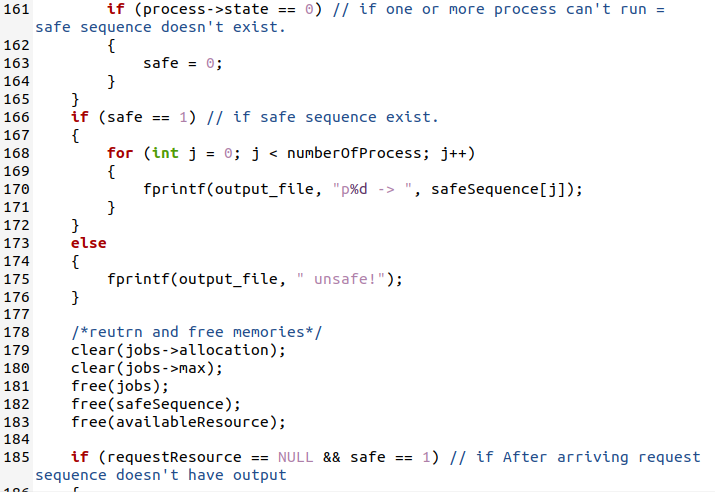 161         if (process->state == 0) // if one or more process can't run =
safe sequence doesn't exist.
162         {
163             safe = 0;
164         }
165     }
166     if (safe == 1) // if safe sequence exist.
167     {
168         for (int j = 0; j < numberOfProcess; j++)
169         {
170             fprintf(output_file, "p%d -> ", safeSequence[j]);
171         }
172     }
173     else
174     {
175         fprintf(output_file, " unsafe!");
176     }
177
178     /*reutrn and free memories*/
179     clear(jobs->allocation);
180     clear(jobs->max);
181     free(jobs);
182     free(safeSequence);
183     free(availableResource);
184
185     if (requestResource == NULL && safe == 1) // if After arriving request
sequence doesn't have output